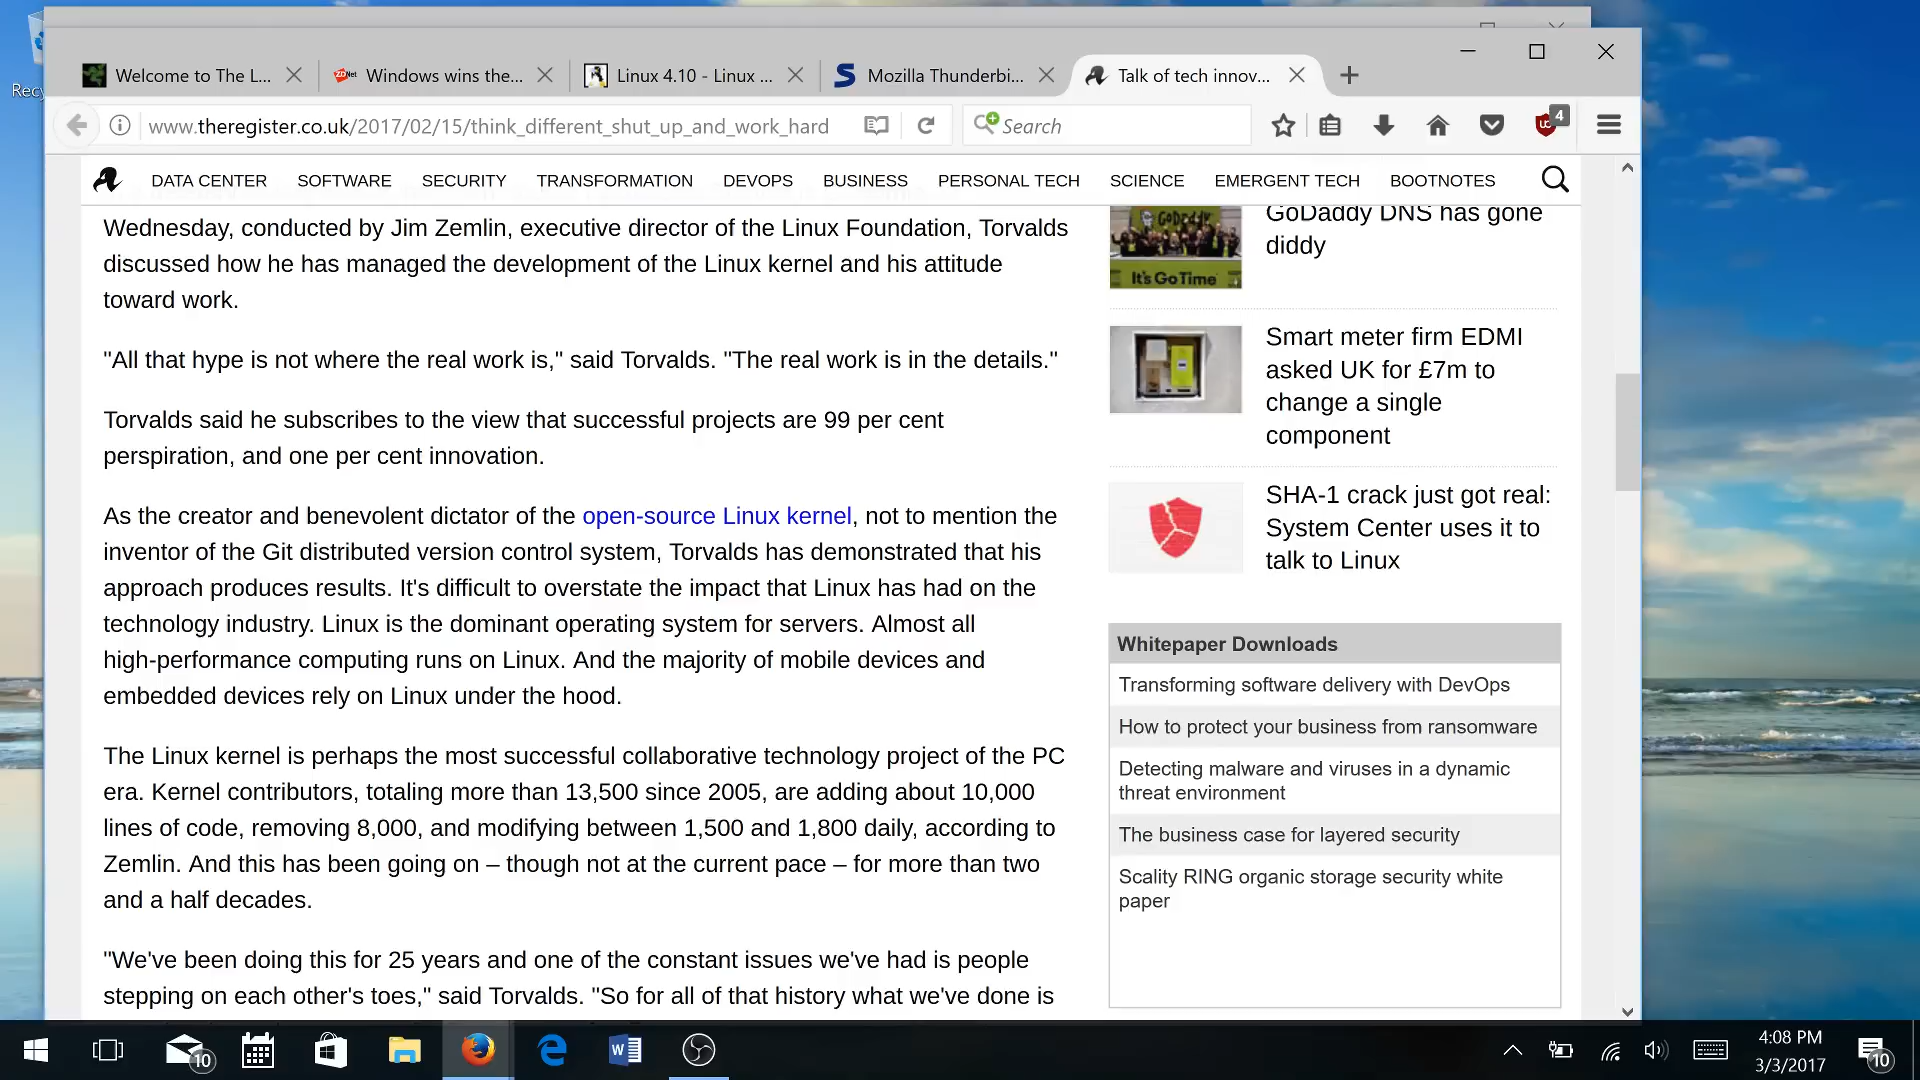 Recy
Welcome to The L...
Windows wins the...
Linux 4.10 - Linux ...
Mozilla Thunderbi...
Talk of tech innov...
www.theregister.co.uk/2017/02/15/think_different_shut_up_and_work_hard
Search
4
DATA CENTER
SOFTWARE
SECURITY
TRANSFORMATION
DEVOPS
BUSINESS
PERSONAL TECH
SCIENCE
EMERGENT TECH
BOOTNOTES
Wednesday, conducted by Jim Zemlin, executive director of the Linux Foundation, Torvalds
discussed how he has managed the development of the Linux kernel and his attitude
toward work.
"All that hype is not where the real work is," said Torvalds. "The real work is in the details."
Torvalds said he subscribes to the view that successful projects are 99 per cent
perspiration, and one per cent innovation.
As the creator and benevolent dictator of the open-source Linux kernel, not to mention the
inventor of the Git distributed version control system, Torvalds has demonstrated that his
approach produces results. It's difficult to overstate the impact that Linux has had on the
technology industry. Linux is the dominant operating system for servers. Almost all
high-performance computing runs on Linux. And the majority of mobile devices and
embedded devices rely on Linux under the hood.
The Linux kernel is perhaps the most successful collaborative technology project of the PC
era. Kernel contributors, totaling more than 13,500 since 2005, are adding about 10,000
lines of code, removing 8,000, and modifying between 1,500 and 1,800 daily, according to
Zemlin. And this has been going on – though not at the current pace – for more than two
and a half decades.
"We've been doing this for 25 years and one of the constant issues we've had is people
stepping on each other's toes," said Torvalds. "So for all of that history what we've done is
GoDaddy
It's Go Time
GoDaddy DNS has gone
diddy
Smart meter firm EDMI
asked UK for £7m to
change a single
component
SHA-1 crack just got real:
System Center uses it to
talk to Linux
Whitepaper Downloads
Transforming software delivery with DevOps
How to protect your business from ransomware
Detecting malware and viruses in a dynamic
threat environment
The business case for layered security
Scality RING organic storage security white
paper
10
4:08 PM
3/3/2017
10